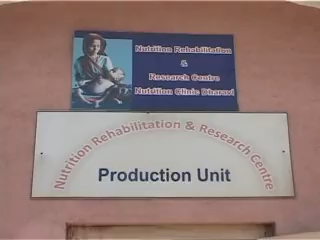 Nutrition Rehabilitation
&
Research Centre
Nutrition Clinic Dharavi
Nutrition Rehabilitation & Research Centre
Production Unit